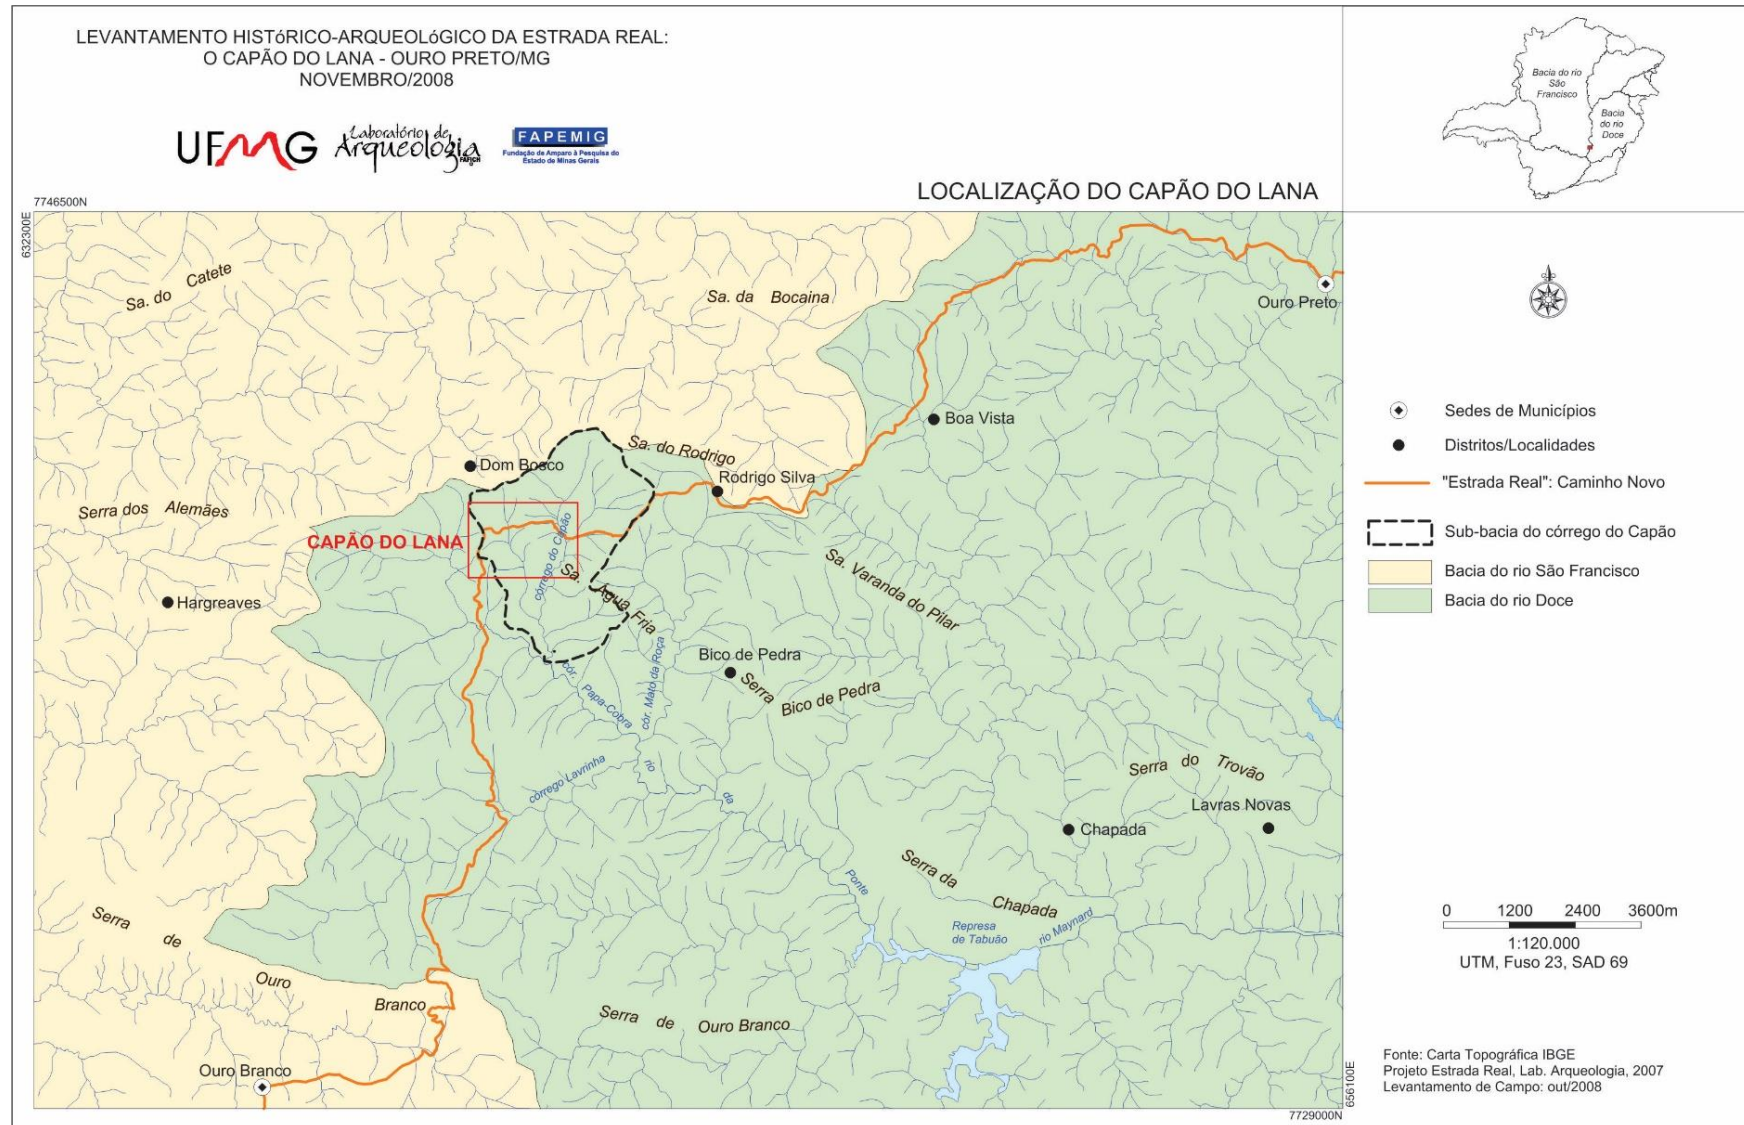 LEVANTAMENTO HISTóRICO-ARQUEOLóGICO DA ESTRADA REAL:
O CAPÃO DO LANA - OURO PRETO/MG
NOVEMBRO/2008
UFMG
Laboratório de
Arqueologia
FAFICH
FAPEMIG
Fundação de Amparo à Pesquisa do
Estado de Minas Gerais
LOCALIZAÇÃO DO CAPÃO DO LANA
Bacia do rio
São
Francisco
Bacia
do rio
Doce
7746500N
632300E
Sa. do Catete
Sa. da Bocaina
Ouro Preto
Boa Vista
Sa. do Rodrigo
Dom Bosco
Rodrigo Silva
Serra dos Alemães
CAPÃO DO LANA
córrego do Capão
Sa. Água Fria
Sa. Varanda do Pilar
Hargreaves
Bico de Pedra
Serra
Bico de Pedra
cór. Papa-Cobra
cór. Mato da Roça
córrego Lavrinha
rio
da
Ponte
Serra do Trovão
Lavras Novas
Chapada
Serra da
Chapada
Represa
de Tabuão
rio Maynard
Serra
de
Ouro
Branco
Serra de Ouro Branco
Ouro Branco
656100E
7729000N
Sedes de Municípios
Distritos/Localidades
"Estrada Real": Caminho Novo
Sub-bacia do córrego do Capão
Bacia do rio São Francisco
Bacia do rio Doce
0 1200 2400 3600m
1:120.000
UTM, Fuso 23, SAD 69
Fonte: Carta Topográfica IBGE
Projeto Estrada Real, Lab. Arqueologia, 2007
Levantamento de Campo: out/2008